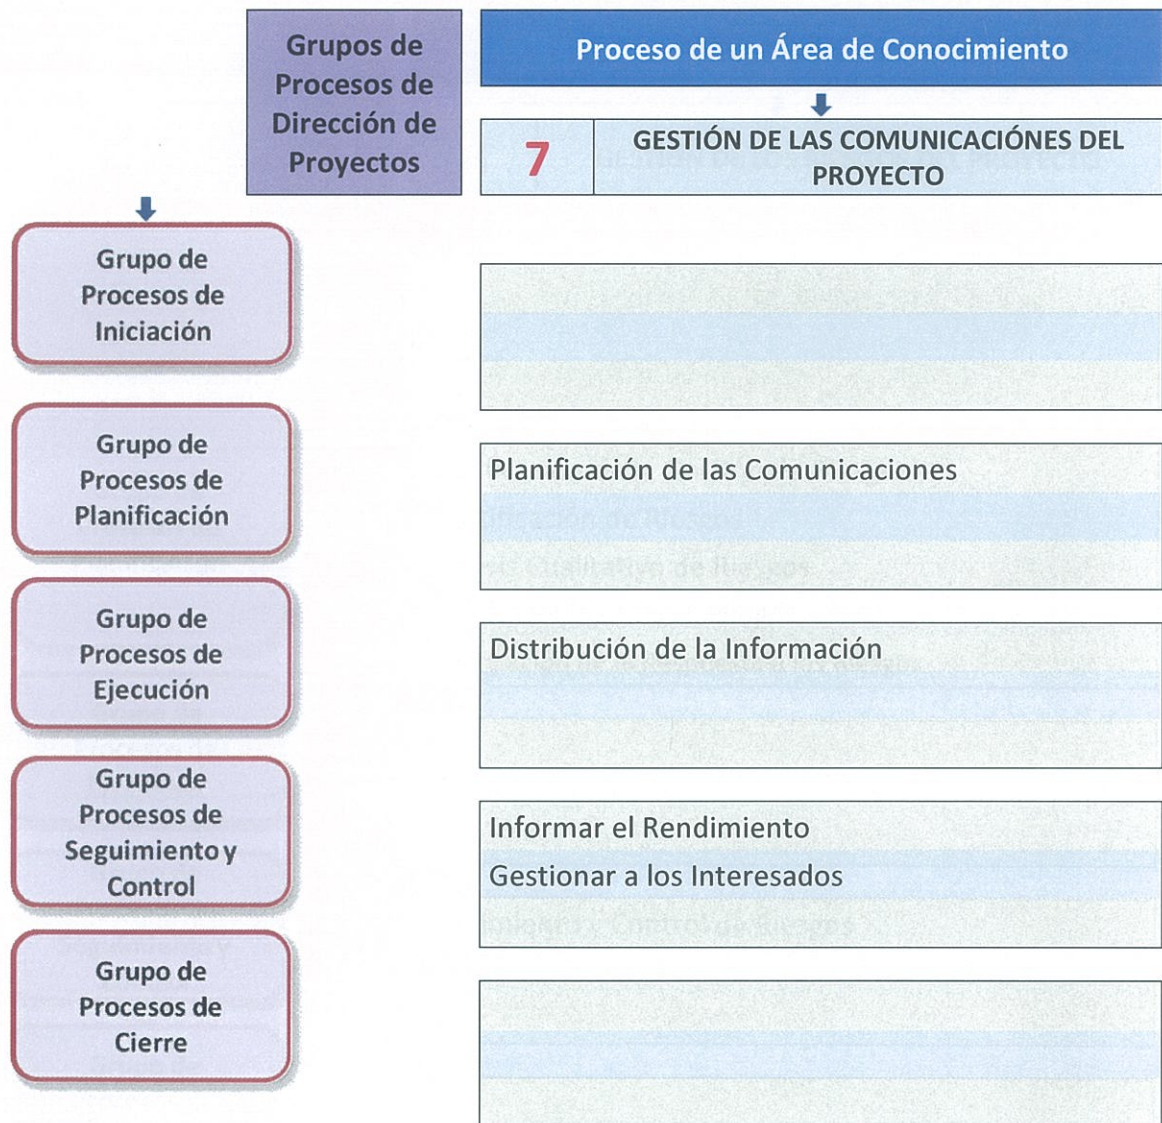 Grupos de
Procesos de
Dirección de
Proyectos
Proceso de un Área de Conocimiento
7
GESTIÓN DE LAS COMUNICACIÓNES DEL
PROYECTO
Grupo de
Procesos de
Iniciación
Grupo de
Procesos de
Planificación
Planificación de las Comunicaciones
Grupo de
Procesos de
Ejecución
Distribución de la Información
Grupo de
Procesos de
Seguimiento y
Control
Informar el Rendimiento
Gestionar a los Interesados
Grupo de
Procesos de
Cierre